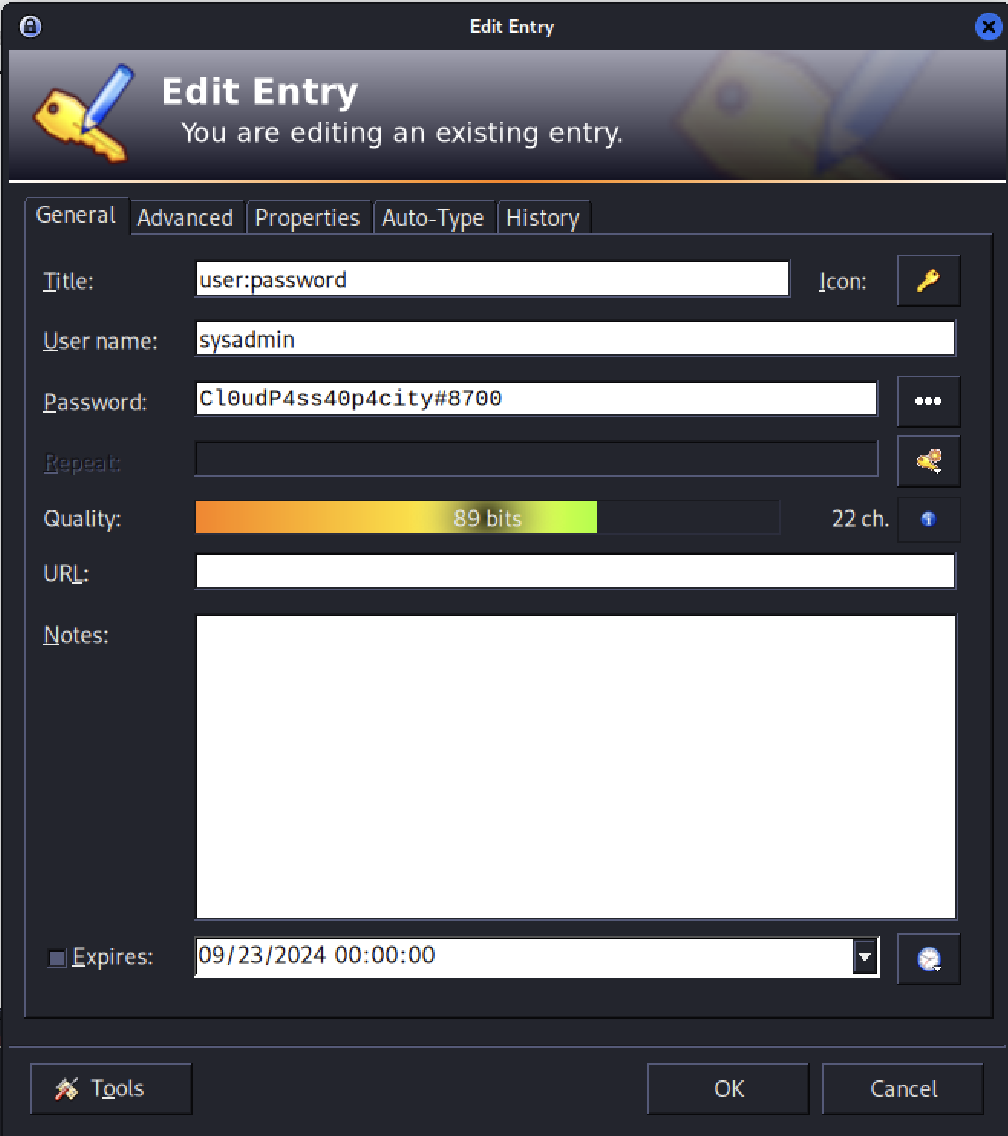 Edit Entry
Edit Entry
You are editing an existing entry.
General Advanced Properties Auto-Type History
Title: user:password Icon:
User name: sysadmin
Password: Cl0udP4ss40p4city#8700
Repeat:
Quality: 89 bits 22 ch.
URL:
Notes:
Expires: 09/23/2024 00:00:00
Tools OK Cancel